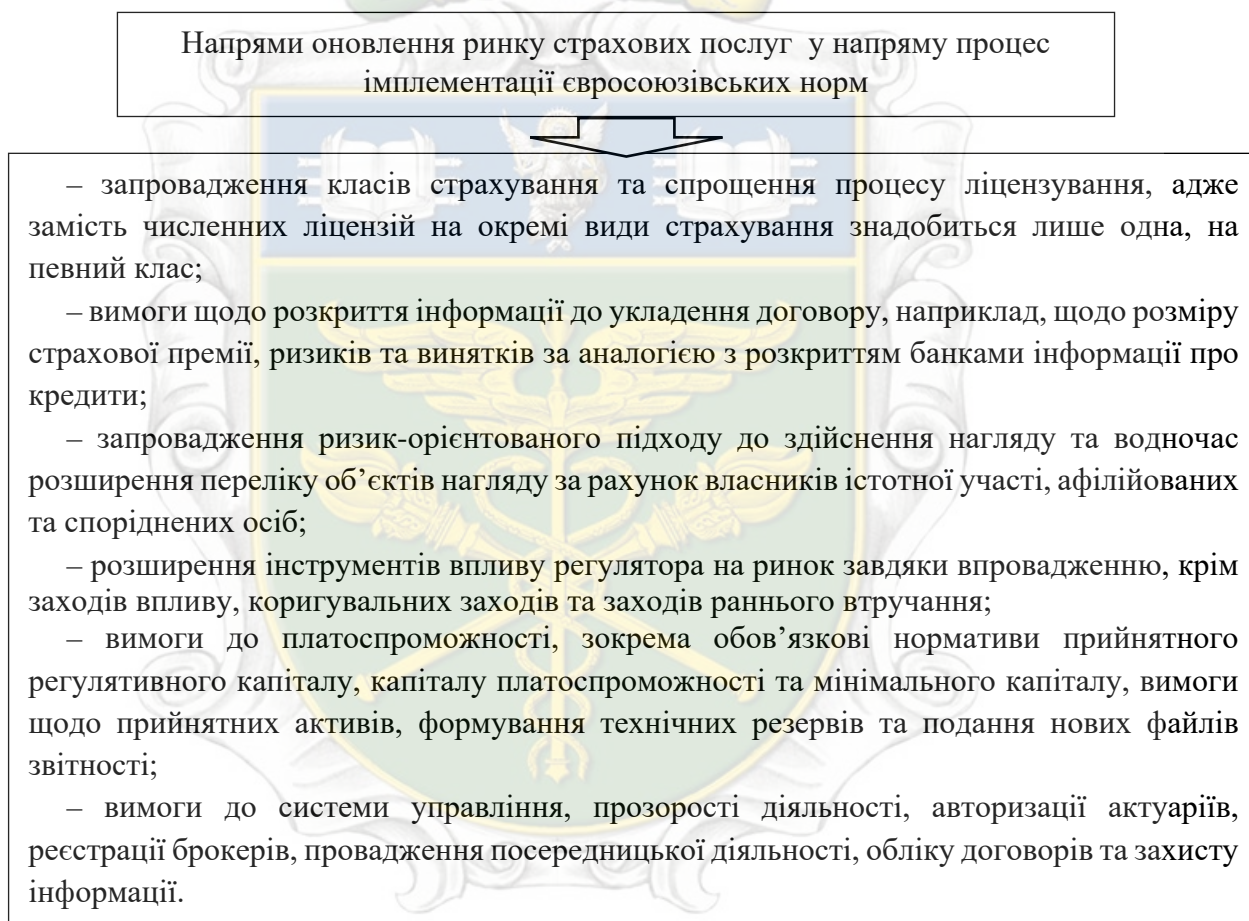 Напрями оновлення ринку страхових послуг у напряму процес
імплементації євросоюзівських норм
– запровадження класів страхування та спрощення процесу ліцензування, адже
замість численних ліцензій на окремі види страхування знадобиться лише одна, на
певний клас;
– вимоги щодо розкриття інформації до укладення договору, наприклад, щодо розміру
страхової премії, ризиків та винятків за аналогією з розкриттям банками інформації про
кредити;
– запровадження ризик-орієнтованого підходу до здійснення нагляду та водночас
розширення переліку об’єктів нагляду за рахунок власників істотної участі, афілійованих
та споріднених осіб;
– розширення інструментів впливу регулятора на ринок завдяки впровадженню, крім
заходів впливу, коригувальних заходів та заходів раннього втручання;
– вимоги до платоспроможності, зокрема обов’язкові нормативи прийнятного
регулятивного капіталу, капіталу платоспроможності та мінімального капіталу, вимоги
щодо прийнятних активів, формування технічних резервів та подання нових файлів
звітності;
– вимоги до системи управління, прозорості діяльності, авторизації актуаріїв,
реєстрації брокерів, провадження посередницької діяльності, обліку договорів та захисту
інформації.